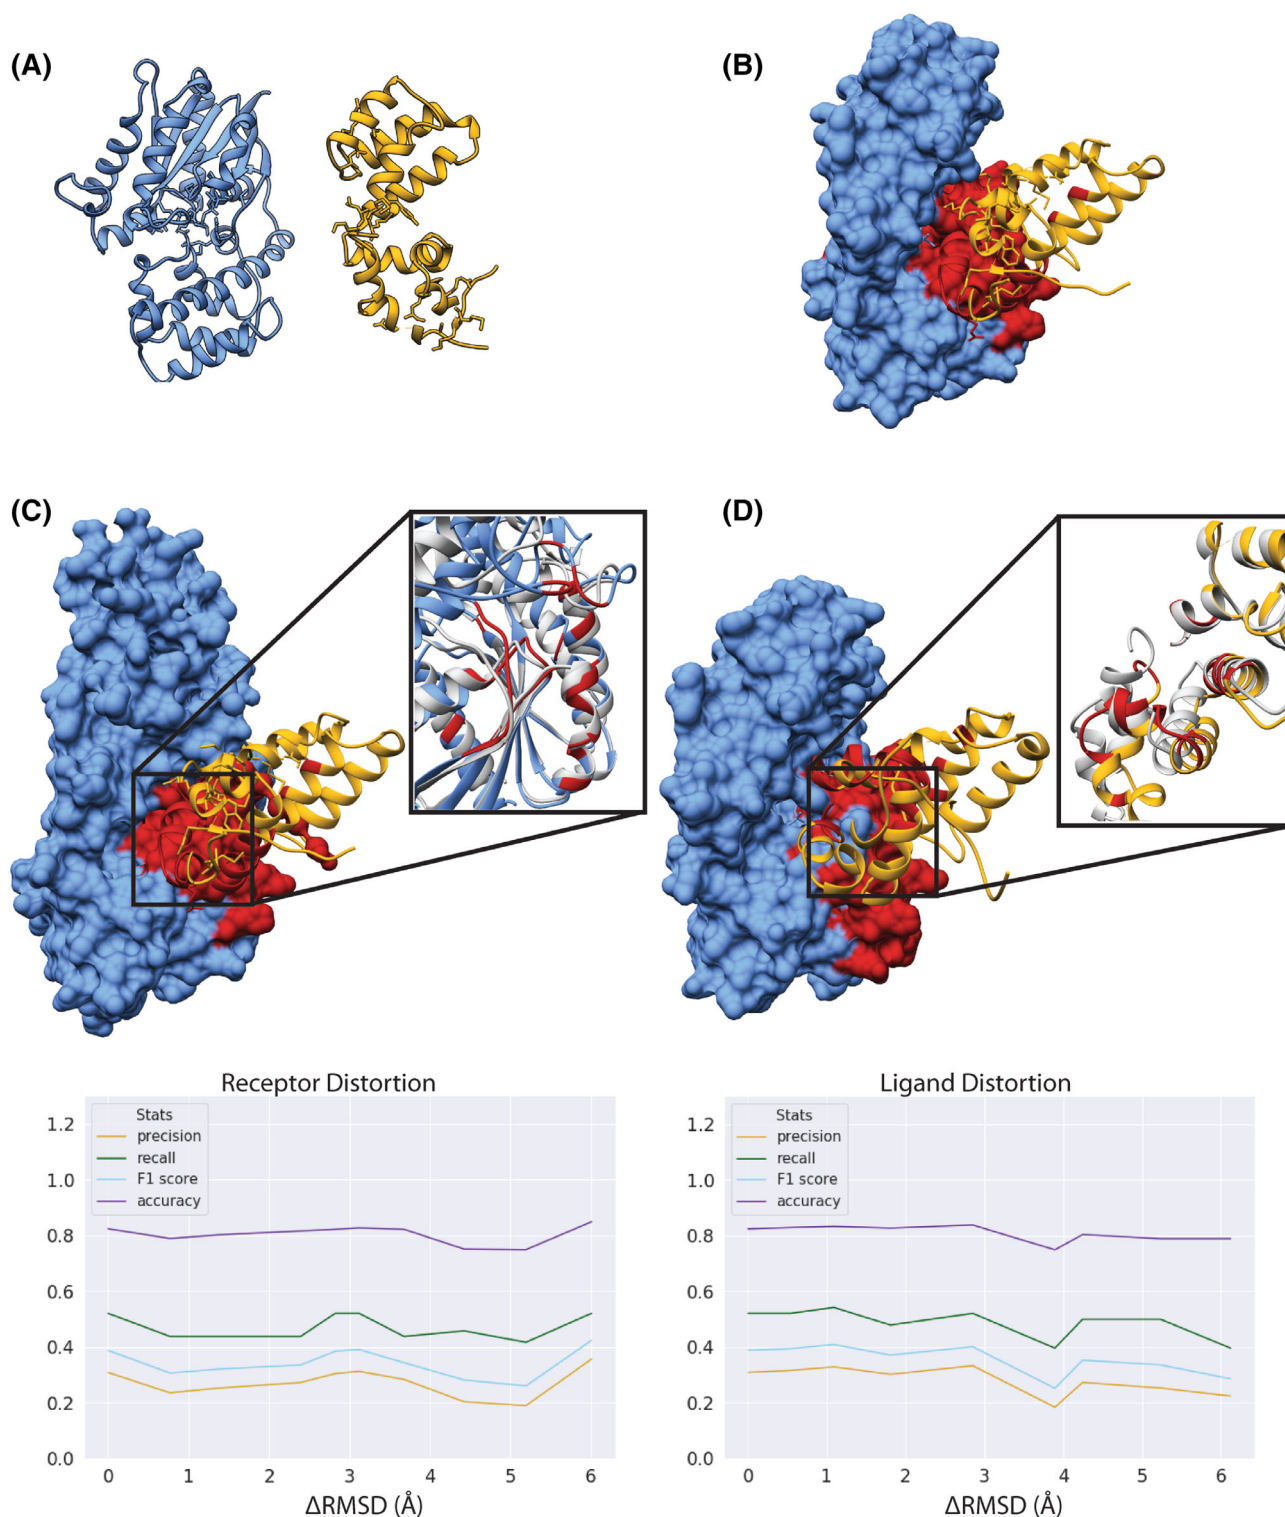 (A)
(B)
(C)
(D)
Receptor Distortion
Stats
precision
recall
F1 score
accuracy
1.2
1.0
0.8
0.6
0.4
0.2
0.0
0 1 2 3 4 5 6
ΔRMSD (Å)
Ligand Distortion
Stats
precision
recall
F1 score
accuracy
1.2
1.0
0.8
0.6
0.4
0.2
0.0
0 1 2 3 4 5 6
ΔRMSD (Å)